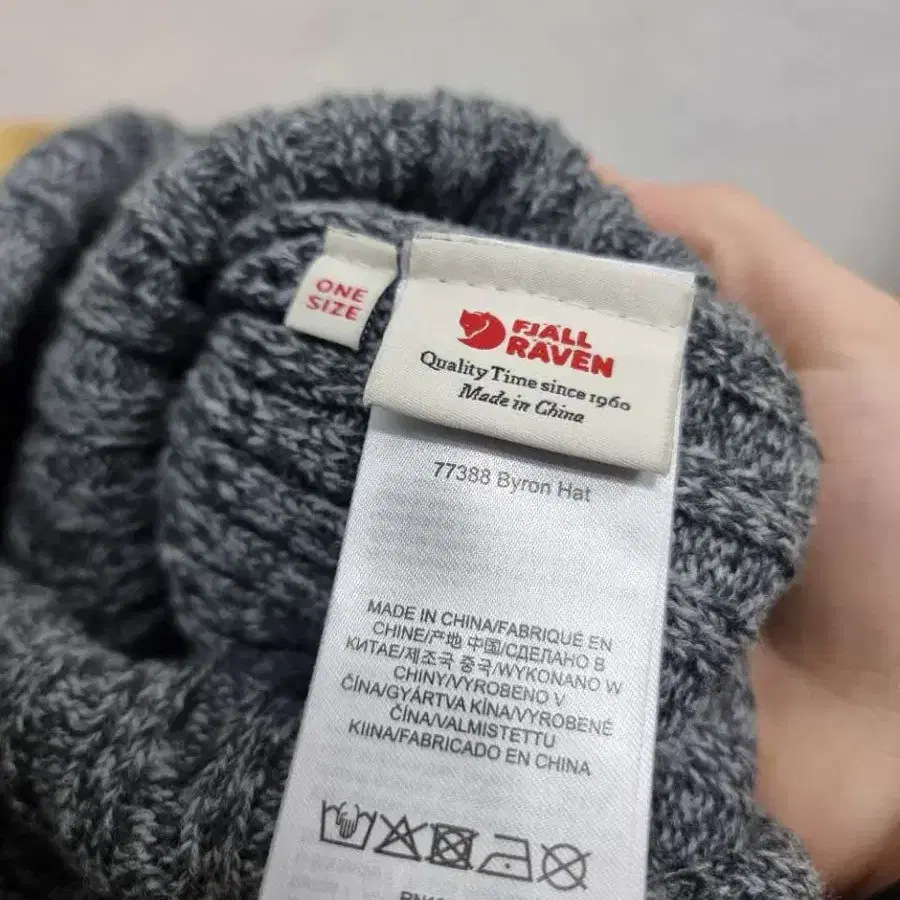 ONE
SIZE
FJALL
RAVEN
Quality Time since 1960
Made in China
77388 Byron Hat
MADE IN CHINA/FABRIQUÉ EN
CHINE/产地 中国/СДЕЛАНО В
КИТАЕ/제조국 중국/WYKONANO W
CHINY/VYROBENO V
ČÍNA/GYÁRTVA KÍNA/VYROBENÉ
ČÍNA/VALMISTETTU
KIINA/FABRICADO EN CHINA